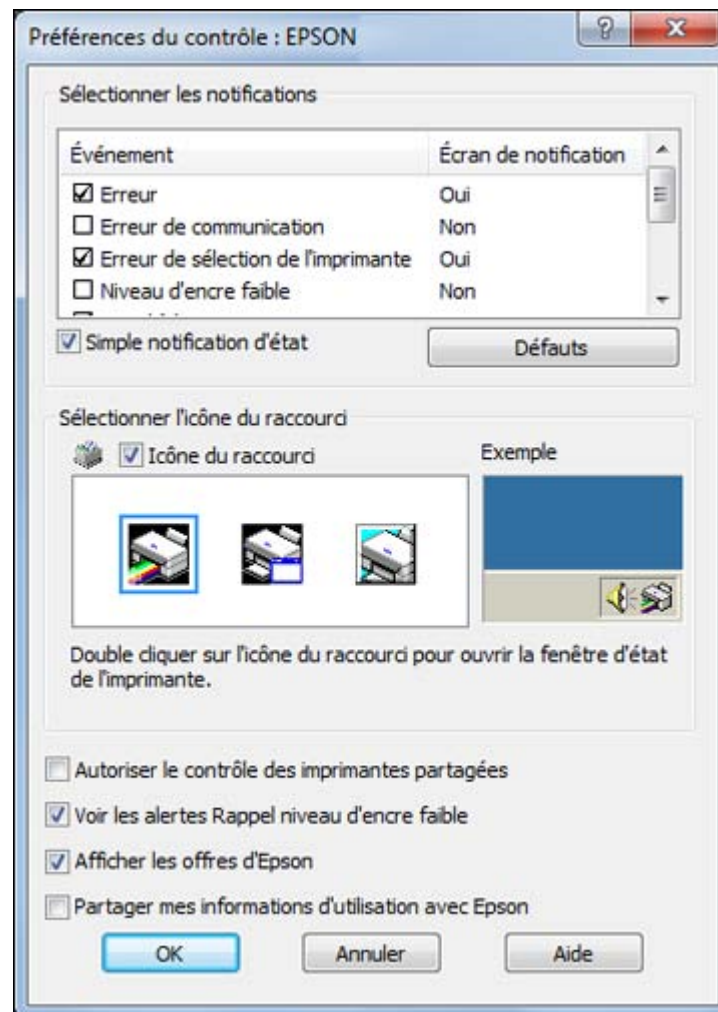 Préférences du contrôle : EPSON
Sélectionner les notifications
Événement Écran de notification
Erreur Oui
Erreur de communication Non
Erreur de sélection de l'imprimante Oui
Niveau d'encre faible Non
Simple notification d'état Défauts
Sélectionner l'icône du raccourci
Icône du raccourci Exemple
Double cliquer sur l'icône du raccourci pour ouvrir la fenêtre d'état
de l'imprimante.
Autoriser le contrôle des imprimantes partagées
Voir les alertes Rappel niveau d'encre faible
Afficher les offres d'Epson
Partager mes informations d'utilisation avec Epson
OK Annuler Aide